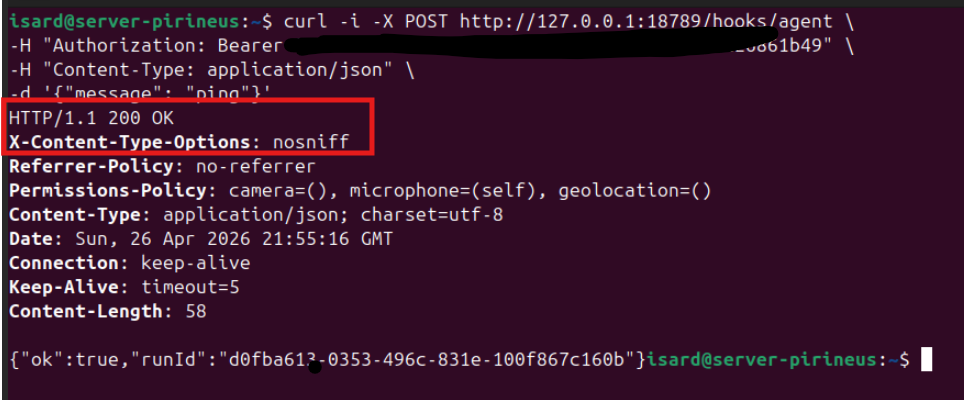 isard@server-pirineus:~$ curl -i -X POST http://127.0.0.1:18789/hooks/agent \
-H "Authorization: Bearer 861b49" \
-H "Content-Type: application/json" \
-d '{"message": "ping"}'
HTTP/1.1 200 OK
X-Content-Type-Options: nosniff
Referrer-Policy: no-referrer
Permissions-Policy: camera=(), microphone=(self), geolocation=()
Content-Type: application/json; charset=utf-8
Date: Sun, 26 Apr 2026 21:55:16 GMT
Connection: keep-alive
Keep-Alive: timeout=5
Content-Length: 58
{"ok":true,"runId":"d0fba613-0353-496c-831e-100f867c160b"}isard@server-pirineus:~$